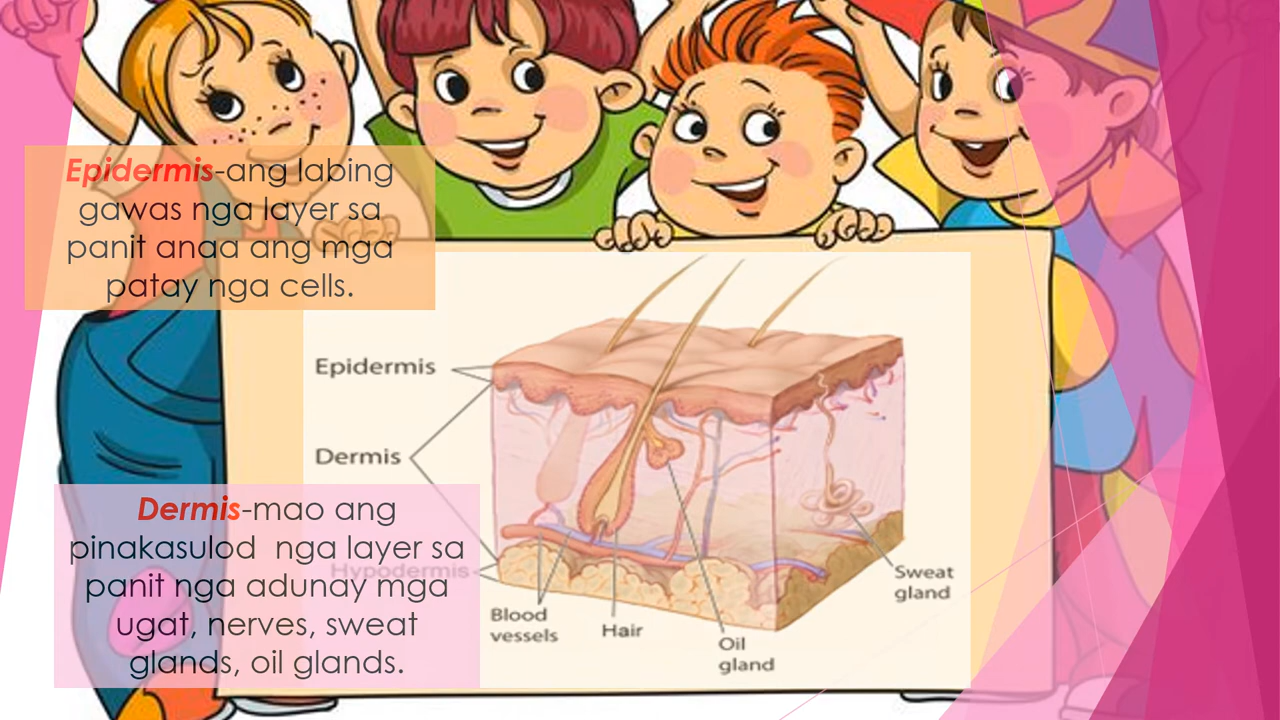 Epidermis-ang labing
gawas nga layer sa
panit anaa ang mga
patay nga cells.
Epidermis
Dermis
Dermis-mao ang
pinakasulod  nga layer sa
panit nga adunay mga
ugat, nerves, sweat
glands, oil glands.
Hypodermis
Blood
vessels
Hair
Oil
gland
Sweat
gland